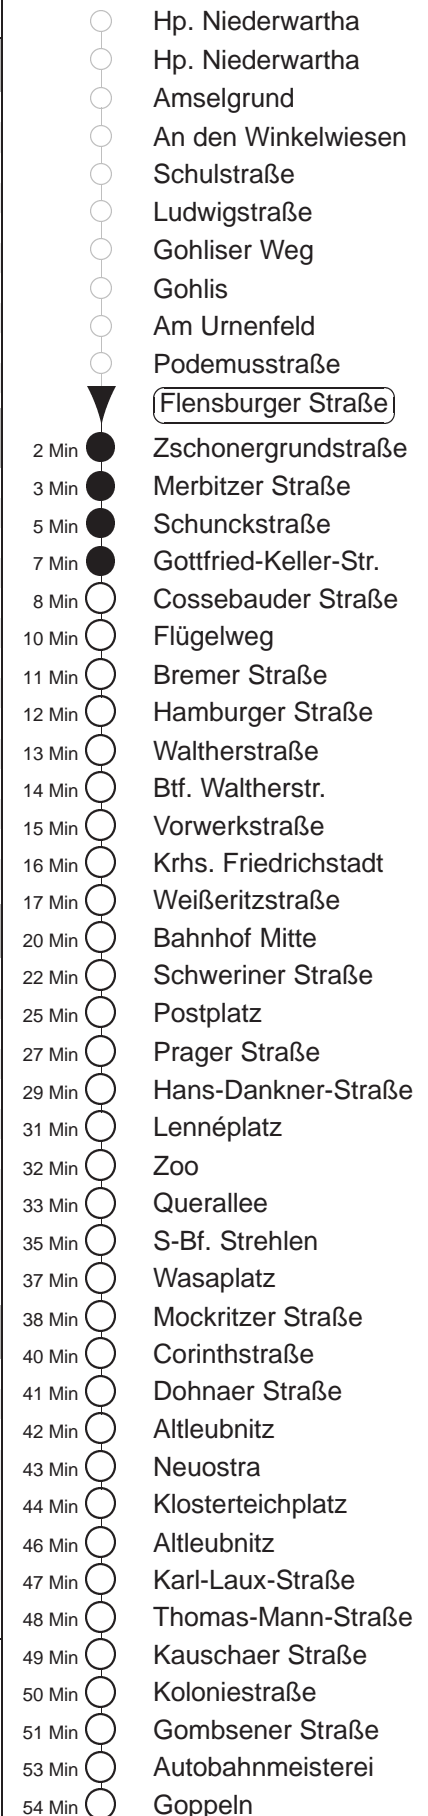 Hp. Niederwartha
Hp. Niederwartha
Amselgrund
An den Winkelwiesen
Schulstraße
Ludwigstraße
Gohliser Weg
Gohlis
Am Urnenfeld
Podemusstraße
Flensburger Straße
2 Min Zschonergrundstraße
3 Min Merbitzer Straße
5 Min Schunckstraße
7 Min Gottfried-Keller-Str.
8 Min Cossebauder Straße
10 Min Flügelweg
11 Min Bremer Straße
12 Min Hamburger Straße
13 Min Waltherstraße
14 Min Btf. Waltherstr.
15 Min Vorwerkstraße
16 Min Krhs. Friedrichstadt
17 Min Weißeritzstraße
20 Min Bahnhof Mitte
22 Min Schweriner Straße
25 Min Postplatz
27 Min Prager Straße
29 Min Hans-Dankner-Straße
31 Min Lennéplatz
32 Min Zoo
33 Min Querallee
35 Min S-Bf. Strehlen
37 Min Wasaplatz
38 Min Mockritzer Straße
40 Min Corinthstraße
41 Min Dohnaer Straße
42 Min Altleubnitz
43 Min Neuostra
44 Min Klosterteichplatz
46 Min Altleubnitz
47 Min Karl-Laux-Straße
48 Min Thomas-Mann-Straße
49 Min Kauschaer Straße
50 Min Koloniestraße
51 Min Gombsener Straße
53 Min Autobahnmeisterei
54 Min Goppeln